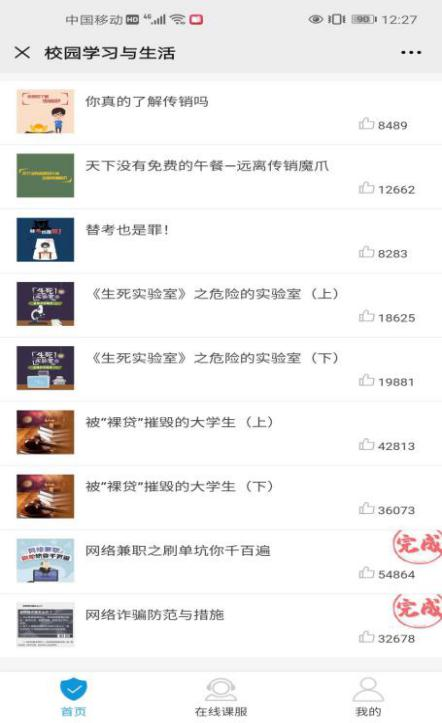 中国移动 HD 46 90 12:27
校园学习与生活
你真的了解传销吗
8489
天下没有免费的午餐—远离传销魔爪
12662
替考也是罪！
8283
《生死实验室》之危险的实验室（上）
18625
《生死实验室》之危险的实验室（下）
19881
被“裸贷”摧毁的大学生（上）
42813
被“裸贷”摧毁的大学生（下）
36073
网络兼职之刷单坑你千百遍
完成
54864
网络诈骗防范与措施
完成
32678
首页 在线课服 我的